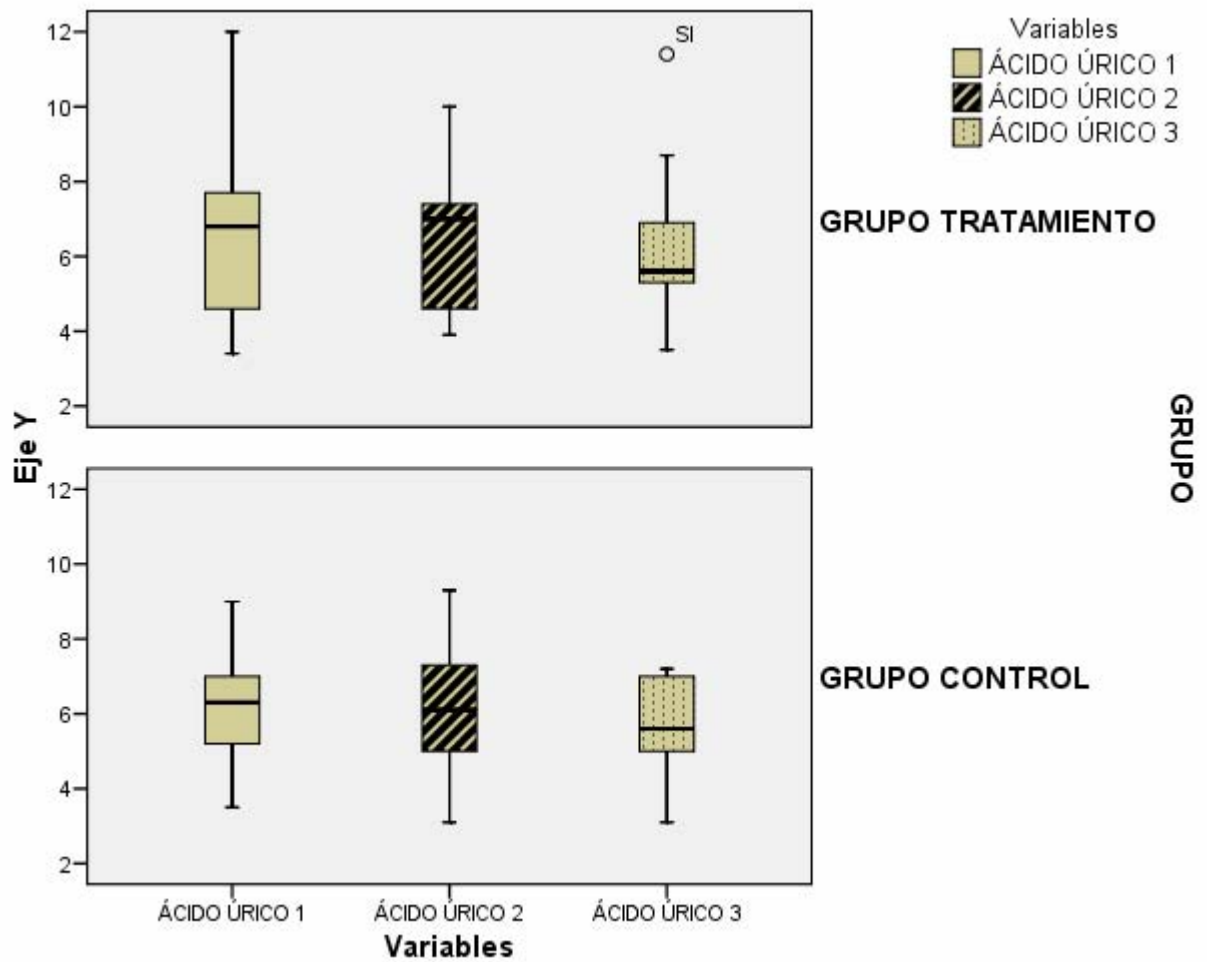 Variables
ÁCIDO ÚRICO 1
ÁCIDO ÚRICO 2
ÁCIDO ÚRICO 3
12
10
8
6
4
2
SI
GRUPO TRATAMIENTO
Eje Y
GRUPO
12
10
8
6
4
2
GRUPO CONTROL
ÁCIDO ÚRICO 1 ÁCIDO ÚRICO 2 ÁCIDO ÚRICO 3
Variables